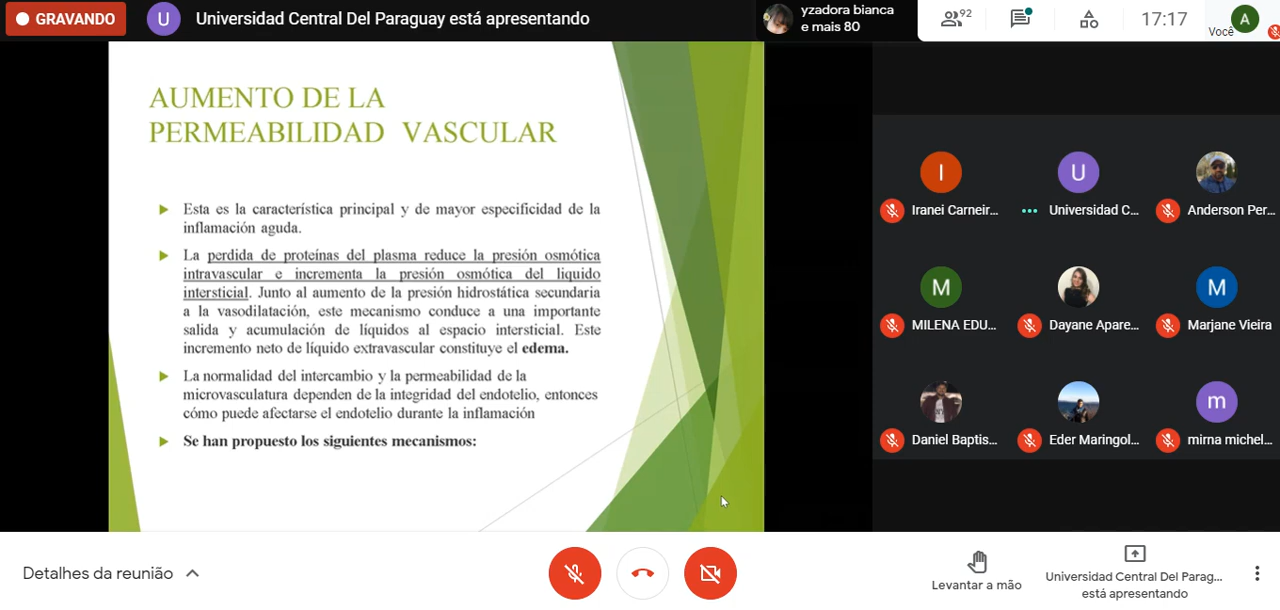 GRAVANDO
U
Universidad Central Del Paraguay está apresentando
yzadora bianca
e mais 80
92
17:17
Você
A
AUMENTO DE LA
PERMEABILIDAD VASCULAR
Esta es la característica principal y de mayor especificidad de la
inflamación aguda.
La perdida de proteínas del plasma reduce la presión osmótica
intravascular e incrementa la presión osmótica del liquido
intersticial. Junto al aumento de la presión hidrostática secundaria
a la vasodilatación, este mecanismo conduce a una importante
salida y acumulación de líquidos al espacio intersticial. Este
incremento neto de líquido extravascular constituye el edema.
La normalidad del intercambio y la permeabilidad de la
microvasculatura dependen de la integridad del endotelio, entonces
cómo puede afectarse el endotelio durante la inflamación
Se han propuesto los siguientes mecanismos:
I
Iranei Carneir...
U
Universidad C...
Anderson Per...
M
MILENA EDU...
Dayane Apare...
M
Marjane Vieira
Daniel Baptis...
Eder Maringol...
m
mirna michel...
Detalhes da reunião
Levantar a mão
Universidad Central Del Parag...
está apresentando